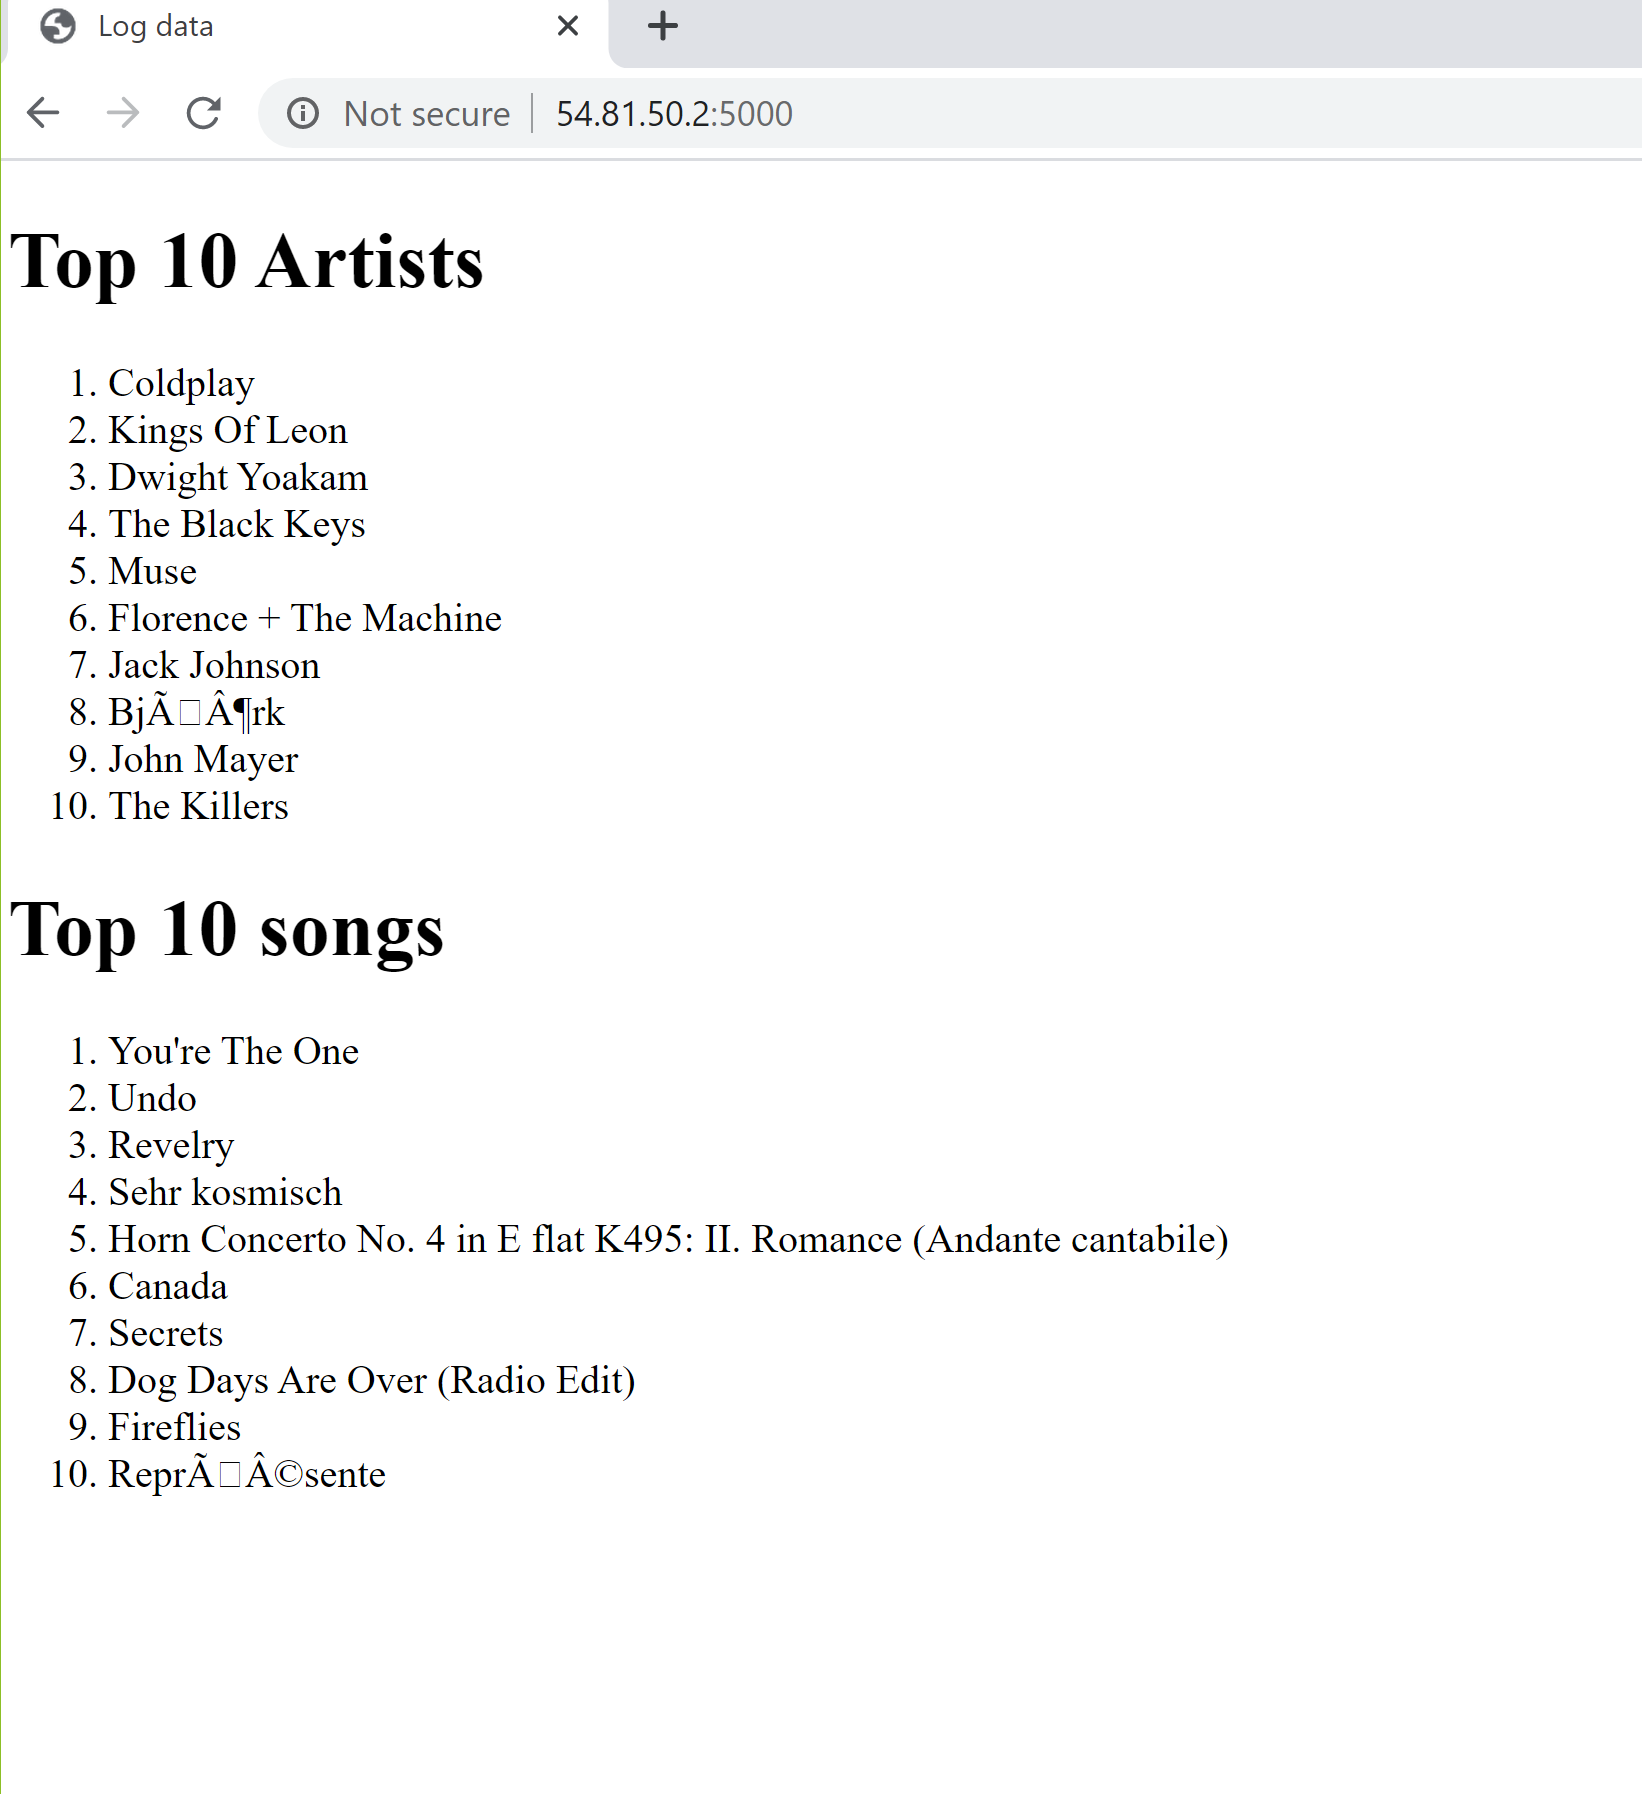 Log data
Not secure 54.81.50.2:5000
Top 10 Artists
1. Coldplay
2. Kings Of Leon
3. Dwight Yoakam
4. The Black Keys
5. Muse
6. Florence + The Machine
7. Jack Johnson
8. BjÃ□Â¶rk
9. John Mayer
10. The Killers
Top 10 songs
1. You're The One
2. Undo
3. Revelry
4. Sehr kosmisch
5. Horn Concerto No. 4 in E flat K495: II. Romance (Andante cantabile)
6. Canada
7. Secrets
8. Dog Days Are Over (Radio Edit)
9. Fireflies
10. ReprÃ□Â©sente